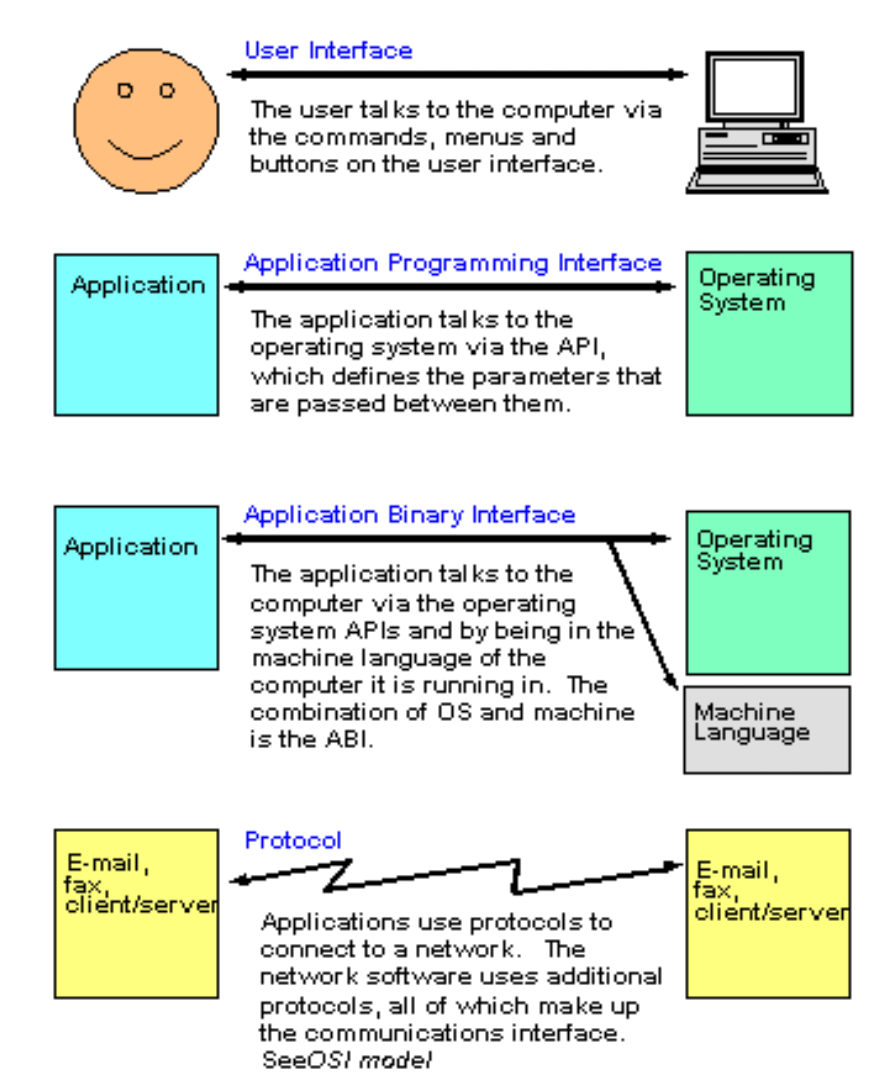 User Interface
The user talks to the computer via
the commands, menus and
buttons on the user interface.
Application
Application Programming Interface
Operating
System
The application talks to the
operating system via the API,
which defines the parameters that
are passed between them.
Application
Application Binary Interface
Operating
System
The application talks to the
computer via the operating
system APIs and by being in the
machine language of the
computer it is running in. The
combination of OS and machine
is the ABI.
Machine
Language
E-mail,
fax,
client/server
Protocol
E-mail,
fax,
client/server
Applications use protocols to
connect to a network. The
network software uses additional
protocols, all of which make up
the communications interface.
SeeOSI model